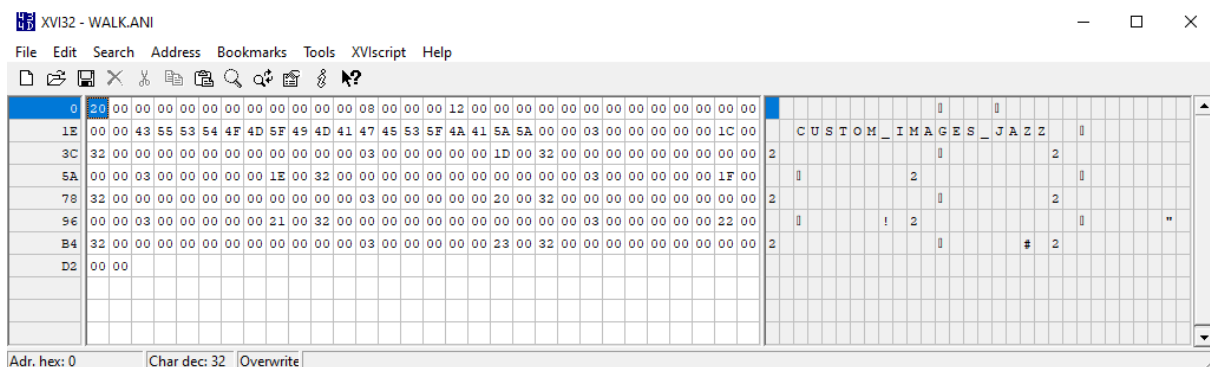 XVI32 - WALK.ANI
File Edit Search Address Bookmarks Tools XVIscript Help
0 20 00 00 00 00 00 00 00 00 00 00 00 08 00 00 00 12 00 00 00 00 00 00 00 00 00 00 00 00 00
1E 00 00 43 55 53 54 4F 4D 5F 49 4D 41 47 45 53 5F 4A 41 5A 5A 00 00 03 00 00 00 00 00 1C 00 C U S T O M _ I M A G E S _ J A Z Z
3C 32 00 00 00 00 00 00 00 00 00 00 00 03 00 00 00 00 00 1D 00 32 00 00 00 00 00 00 00 00 00 2 2
5A 00 00 03 00 00 00 00 00 1E 00 32 00 00 00 00 00 00 00 00 00 00 00 03 00 00 00 00 00 1F 00 2
78 32 00 00 00 00 00 00 00 00 00 00 00 03 00 00 00 00 00 20 00 32 00 00 00 00 00 00 00 00 00 2 2
96 00 00 03 00 00 00 00 00 21 00 32 00 00 00 00 00 00 00 00 00 00 00 03 00 00 00 00 00 22 00 ! 2 "
B4 32 00 00 00 00 00 00 00 00 00 00 00 03 00 00 00 00 00 23 00 32 00 00 00 00 00 00 00 00 00 2 # 2
D2 00 00
Adr. hex: 0 Char dec: 32 Overwrite